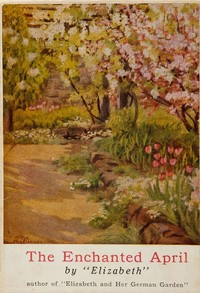 The Enchanted April
by "Elizabeth"
author of "Elizabeth and Her German Garden"